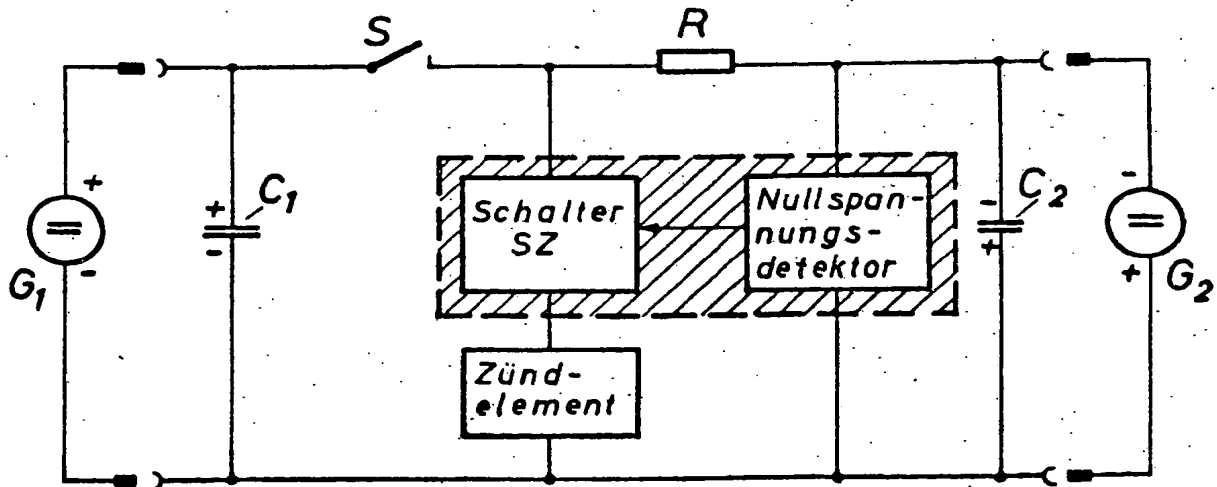 S
R
+
G1
-
+
C1
-
Schalter
SZ
Nullspan-
nungs-
detektor
-
C2
+
-
+
G2
Zünd-
element